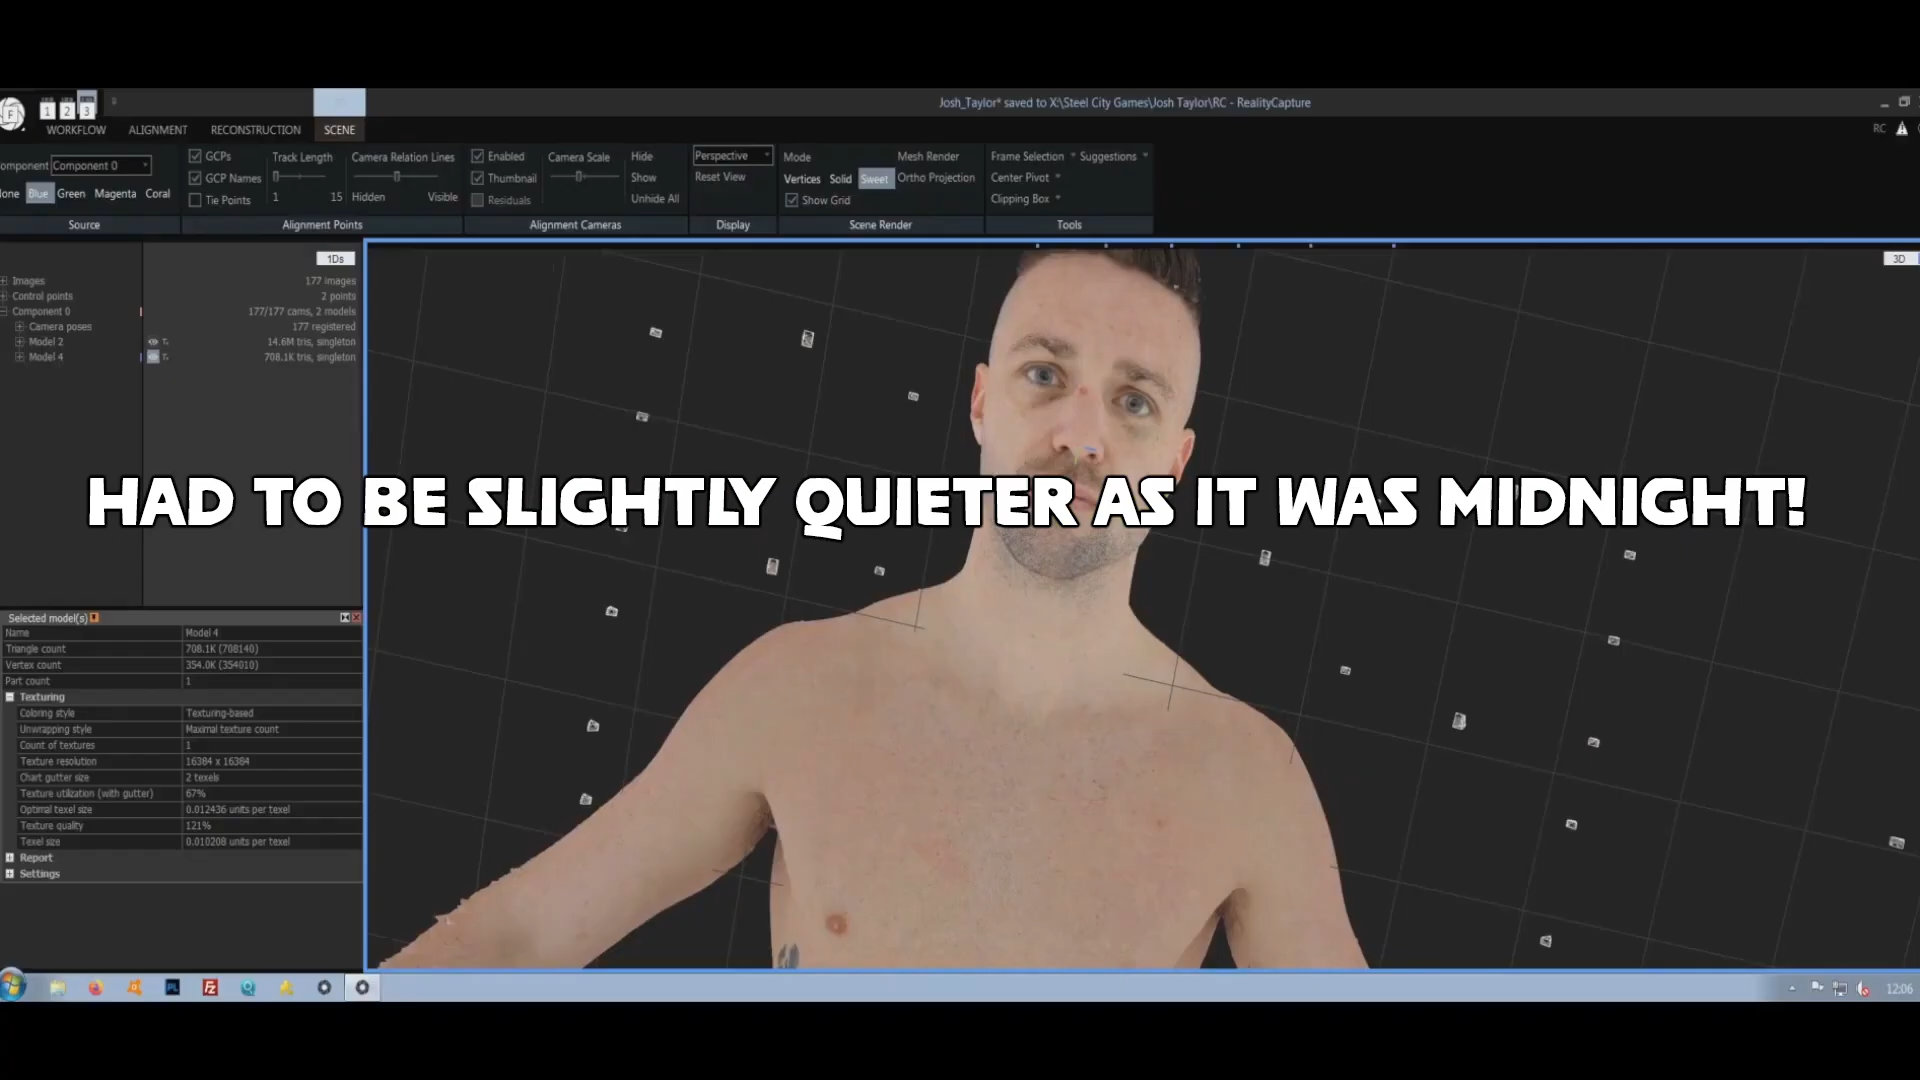 Josh_Taylor* saved to X:\Steel City Games\Josh Taylor\RC - RealityCapture
1 2 3
WORKFLOW ALIGNMENT RECONSTRUCTION SCENE
RC
omponent Component 0
one Blue Green Magenta Coral
Source
GCPs
GCP Names
Tie Points
Track Length
1 15
Camera Relation Lines
Hidden Visible
Alignment Points
Enabled
Thumbnail
Residuals
Camera Scale
Hide
Show
Unhide All
Alignment Cameras
Perspective
Reset View
Display
Mode
Vertices Solid Sweet
Show Grid
Mesh Render
Ortho Projection
Scene Render
Frame Selection
Suggestions
Center Pivot
Clipping Box
Tools
1Ds
3D
Images 177 images
Control points 2 points
Component 0 177/177 cams, 2 models
Camera poses 177 registered
Model 2 14.6M tris, singleton
Model 4 708.1K tris, singleton
HAD TO BE SLIGHTLY QUIETER AS IT WAS MIDNIGHT!
Selected model(s)
Name Model 4
Triangle count 708.1K (708140)
Vertex count 354.0K (354010)
Part count 1
Texturing
Coloring style Texturing-based
Unwrapping style Maximal texture count
Count of textures 1
Texture resolution 16384 x 16384
Chart gutter size 2 texels
Texture utilization (with gutter) 67%
Optimal texel size 0.012436 units per texel
Texture quality 121%
Texel size 0.010208 units per texel
Report
Settings
PL
FZ
12:06